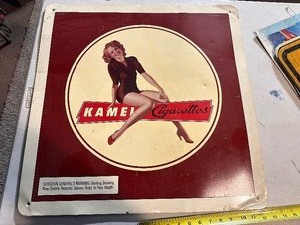 KAMEL Cigarettes
SURGEON GENERAL'S WARNING: Quitting Smoking
Now Greatly Reduces Serious Risks to Your Health.